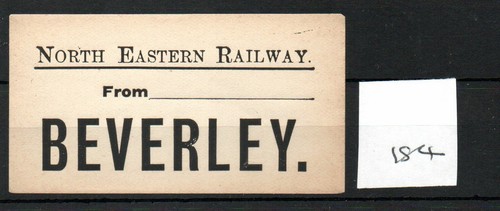 NORTH EASTERN RAILWAY.
From
BEVERLEY.
184